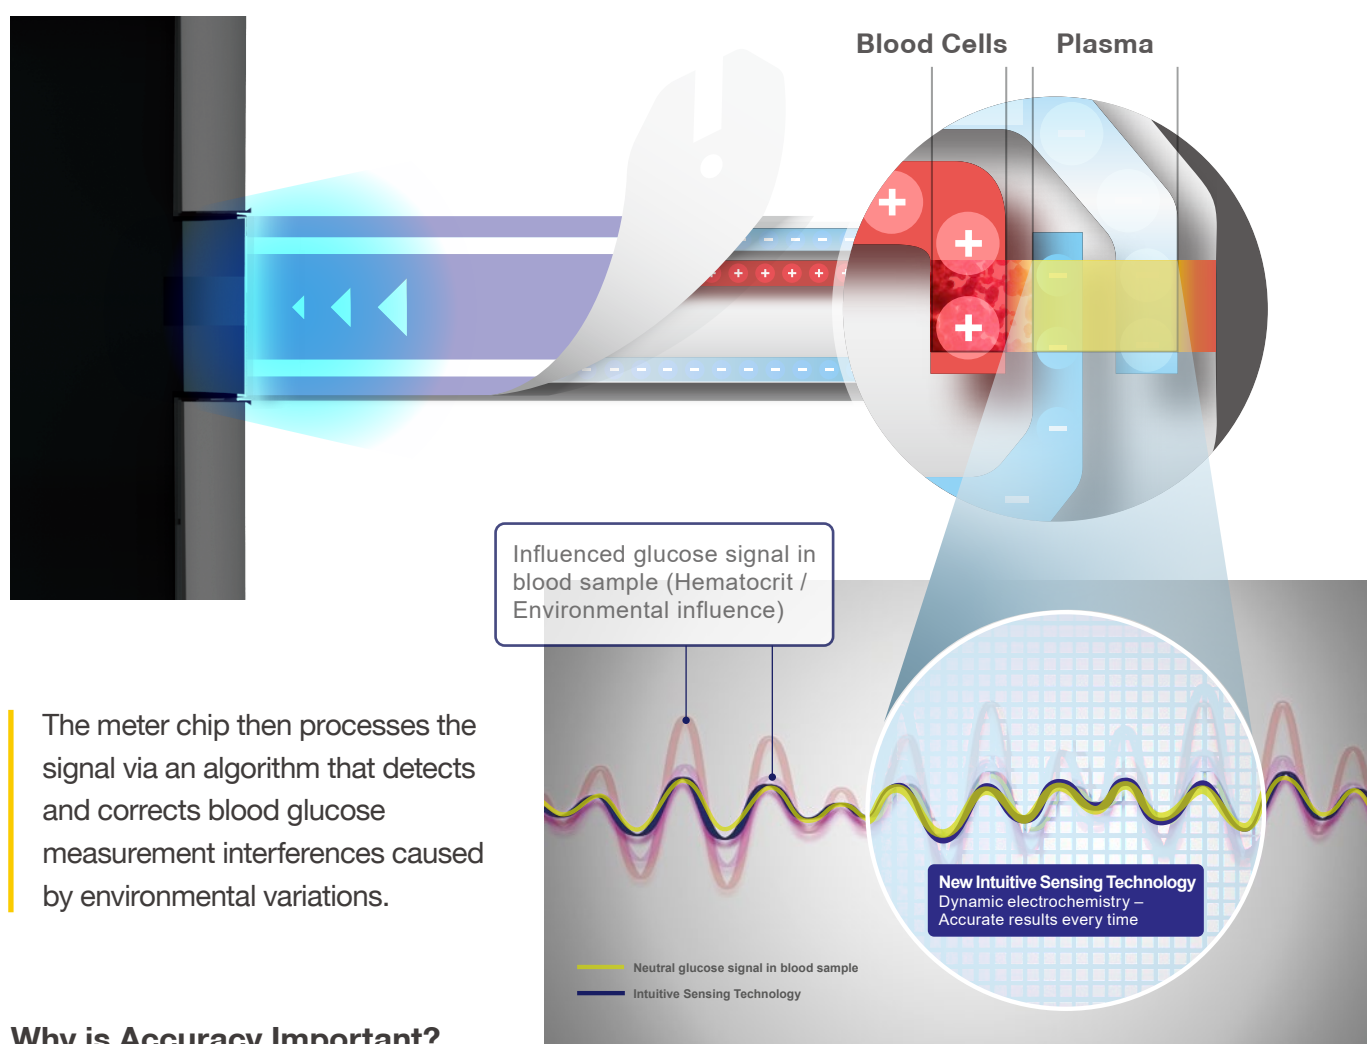 Blood Cells Plasma
Influenced glucose signal in
blood sample (Hematocrit /
Environmental influence)
The meter chip then processes the
signal via an algorithm that detects
and corrects blood glucose
measurement interferences caused
by environmental variations.
New Intuitive Sensing Technology
Dynamic electrochemistry –
Accurate results every time
Neutral glucose signal in blood sample
Intuitive Sensing Technology
Why is Accuracy Important?